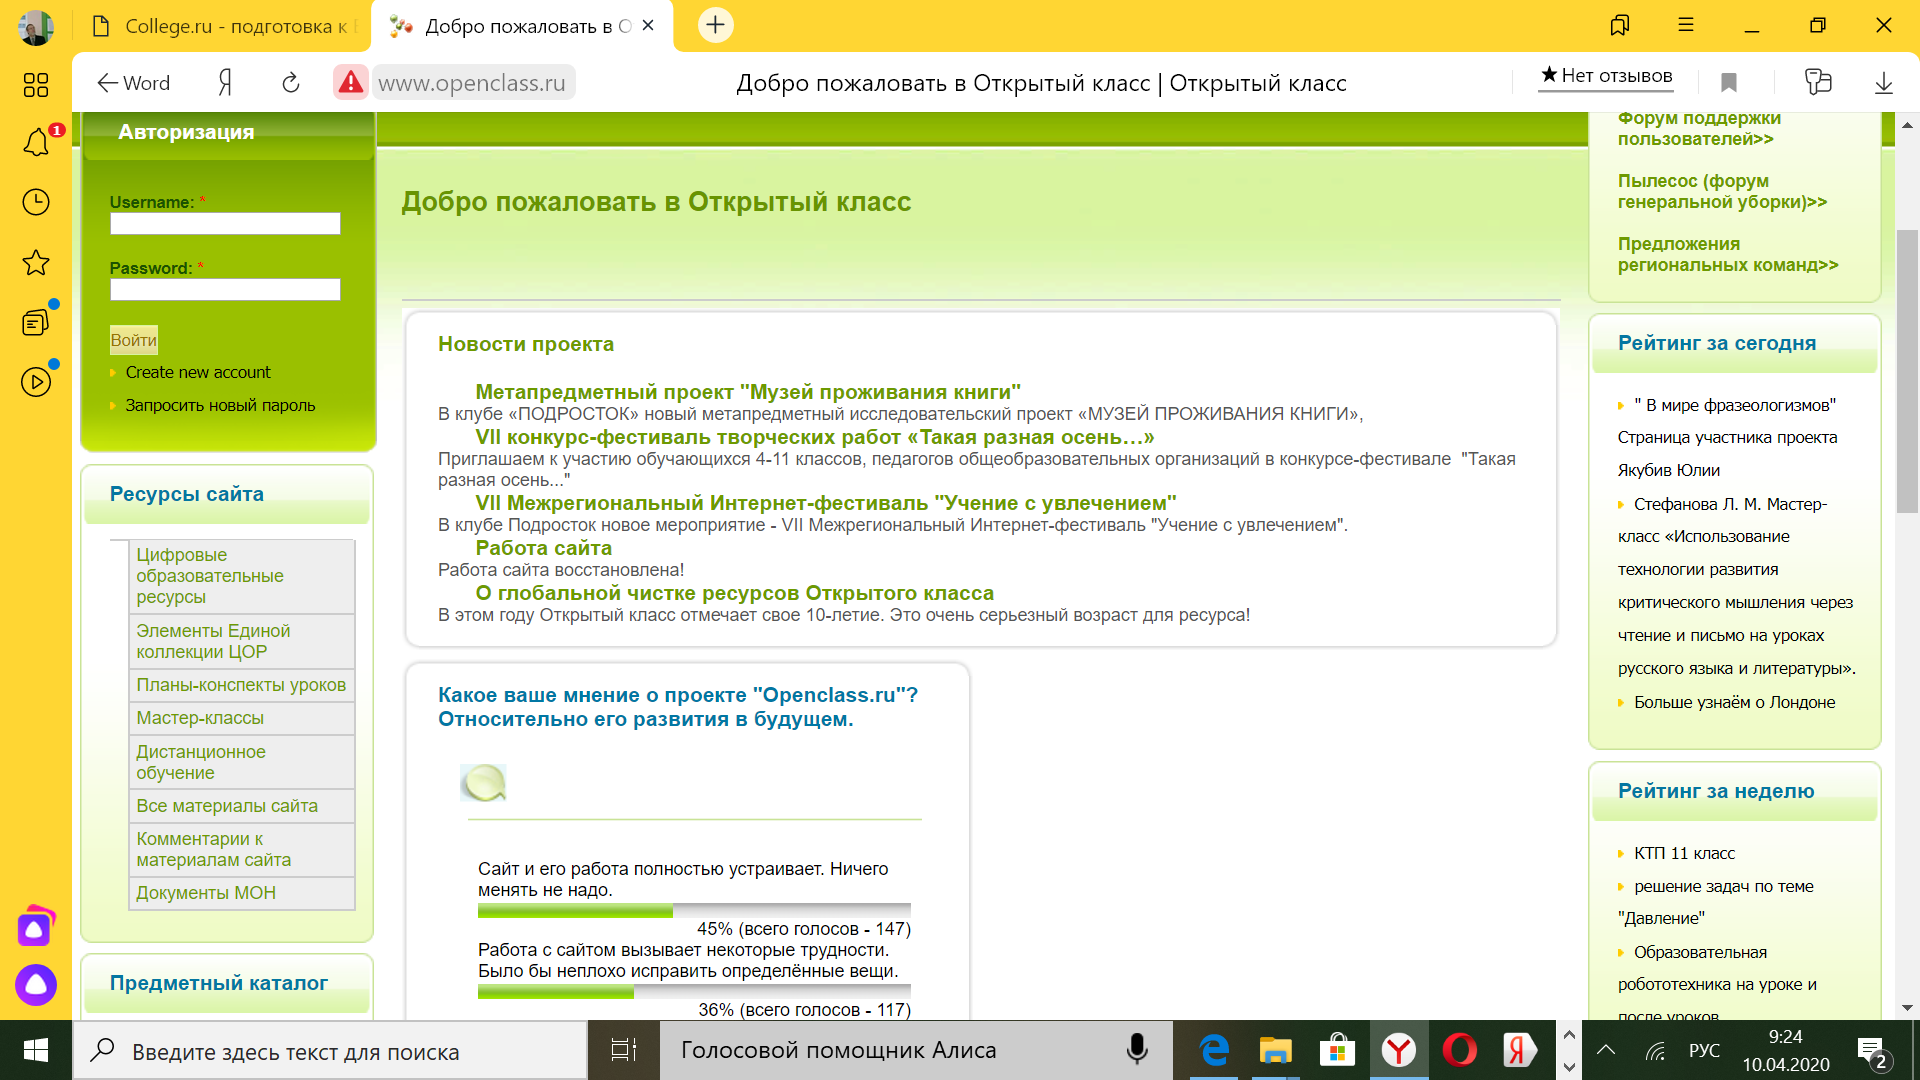 College.ru - подготовка к
Добро пожаловать в О
Word
www.openclass.ru
Добро пожаловать в Открытый класс | Открытый класс
★ Нет отзывов
1
Авторизация
Username: *
Password: *
Войти
Create new account
Запросить новый пароль
Ресурсы сайта
Цифровые
образовательные
ресурсы
Элементы Единой
коллекции ЦОР
Планы-конспекты уроков
Мастер-классы
Дистанционное
обучение
Все материалы сайта
Комментарии к
материалам сайта
Документы МОН
Предметный каталог
Добро пожаловать в Открытый класс
Новости проекта
Метапредметный проект "Музей проживания книги"
В клубе «ПОДРОСТОК» новый метапредметный исследовательский проект «МУЗЕЙ ПРОЖИВАНИЯ КНИГИ»,
VII конкурс-фестиваль творческих работ «Такая разная осень…»
Приглашаем к участию обучающихся 4-11 классов, педагогов общеобразовательных организаций в конкурсе-фестивале "Такая
разная осень..."
VII Межрегиональный Интернет-фестиваль "Учение с увлечением"
В клубе Подросток новое мероприятие - VII Межрегиональный Интернет-фестиваль "Учение с увлечением".
Работа сайта
Работа сайта восстановлена!
О глобальной чистке ресурсов Открытого класса
В этом году Открытый класс отмечает свое 10-летие. Это очень серьезный возраст для ресурса!
Какое ваше мнение о проекте "Openclass.ru"?
Относительно его развития в будущем.
Сайт и его работа полностью устраивает. Ничего
менять не надо.
45% (всего голосов - 147)
Работа с сайтом вызывает некоторые трудности.
Было бы неплохо исправить определённые вещи.
36% (всего голосов - 117)
Форум поддержки
пользователей>>
Пылесос (форум
генеральной уборки)>>
Предложения
региональных команд>>
Рейтинг за сегодня
" В мире фразеологизмов"
Страница участника проекта
Якубив Юлии
Стефанова Л. М. Мастер-
класс «Использование
технологии развития
критического мышления через
чтение и письмо на уроках
русского языка и литературы».
Больше узнаём о Лондоне
Рейтинг за неделю
КТП 11 класс
решение задач по теме
"Давление"
Образовательная
робототехника на уроке и
после уроков
Введите здесь текст для поиска
Голосовой помощник Алиса
РУС
9:24
10.04.2020
2